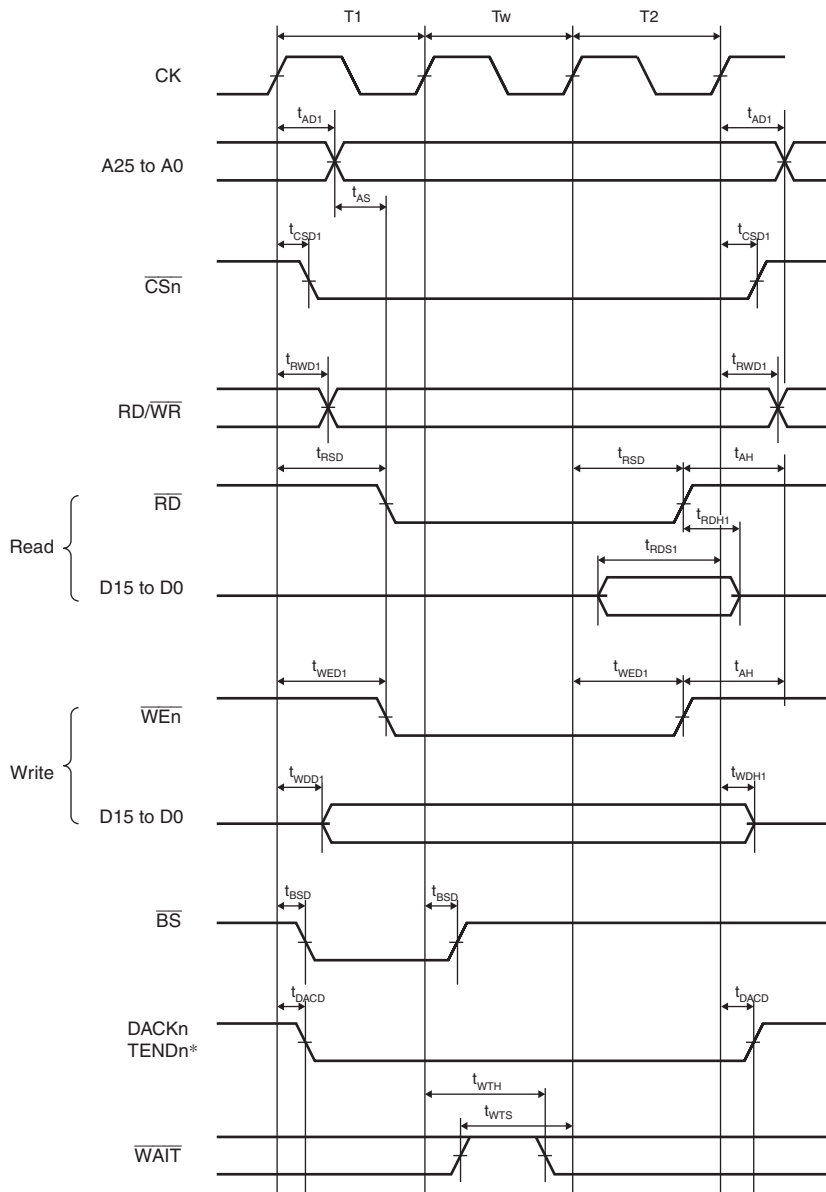 T1 Tw T2
CK
tAD1 tAD1
A25 to A0
tAS
tCSD1 tCSD1
CSn
tRWD1 tRWD1
RD/WR
tRSD tRSD tAH
RD
tRDH1
Read
tRDS1
D15 to D0
tWED1 tWED1 tAH
WEn
Write
tWDD1 tWDH1
D15 to D0
tBSD tBSD
BS
tDACD tDACD
DACKn
TENDn*
tWTH
tWTS
WAIT